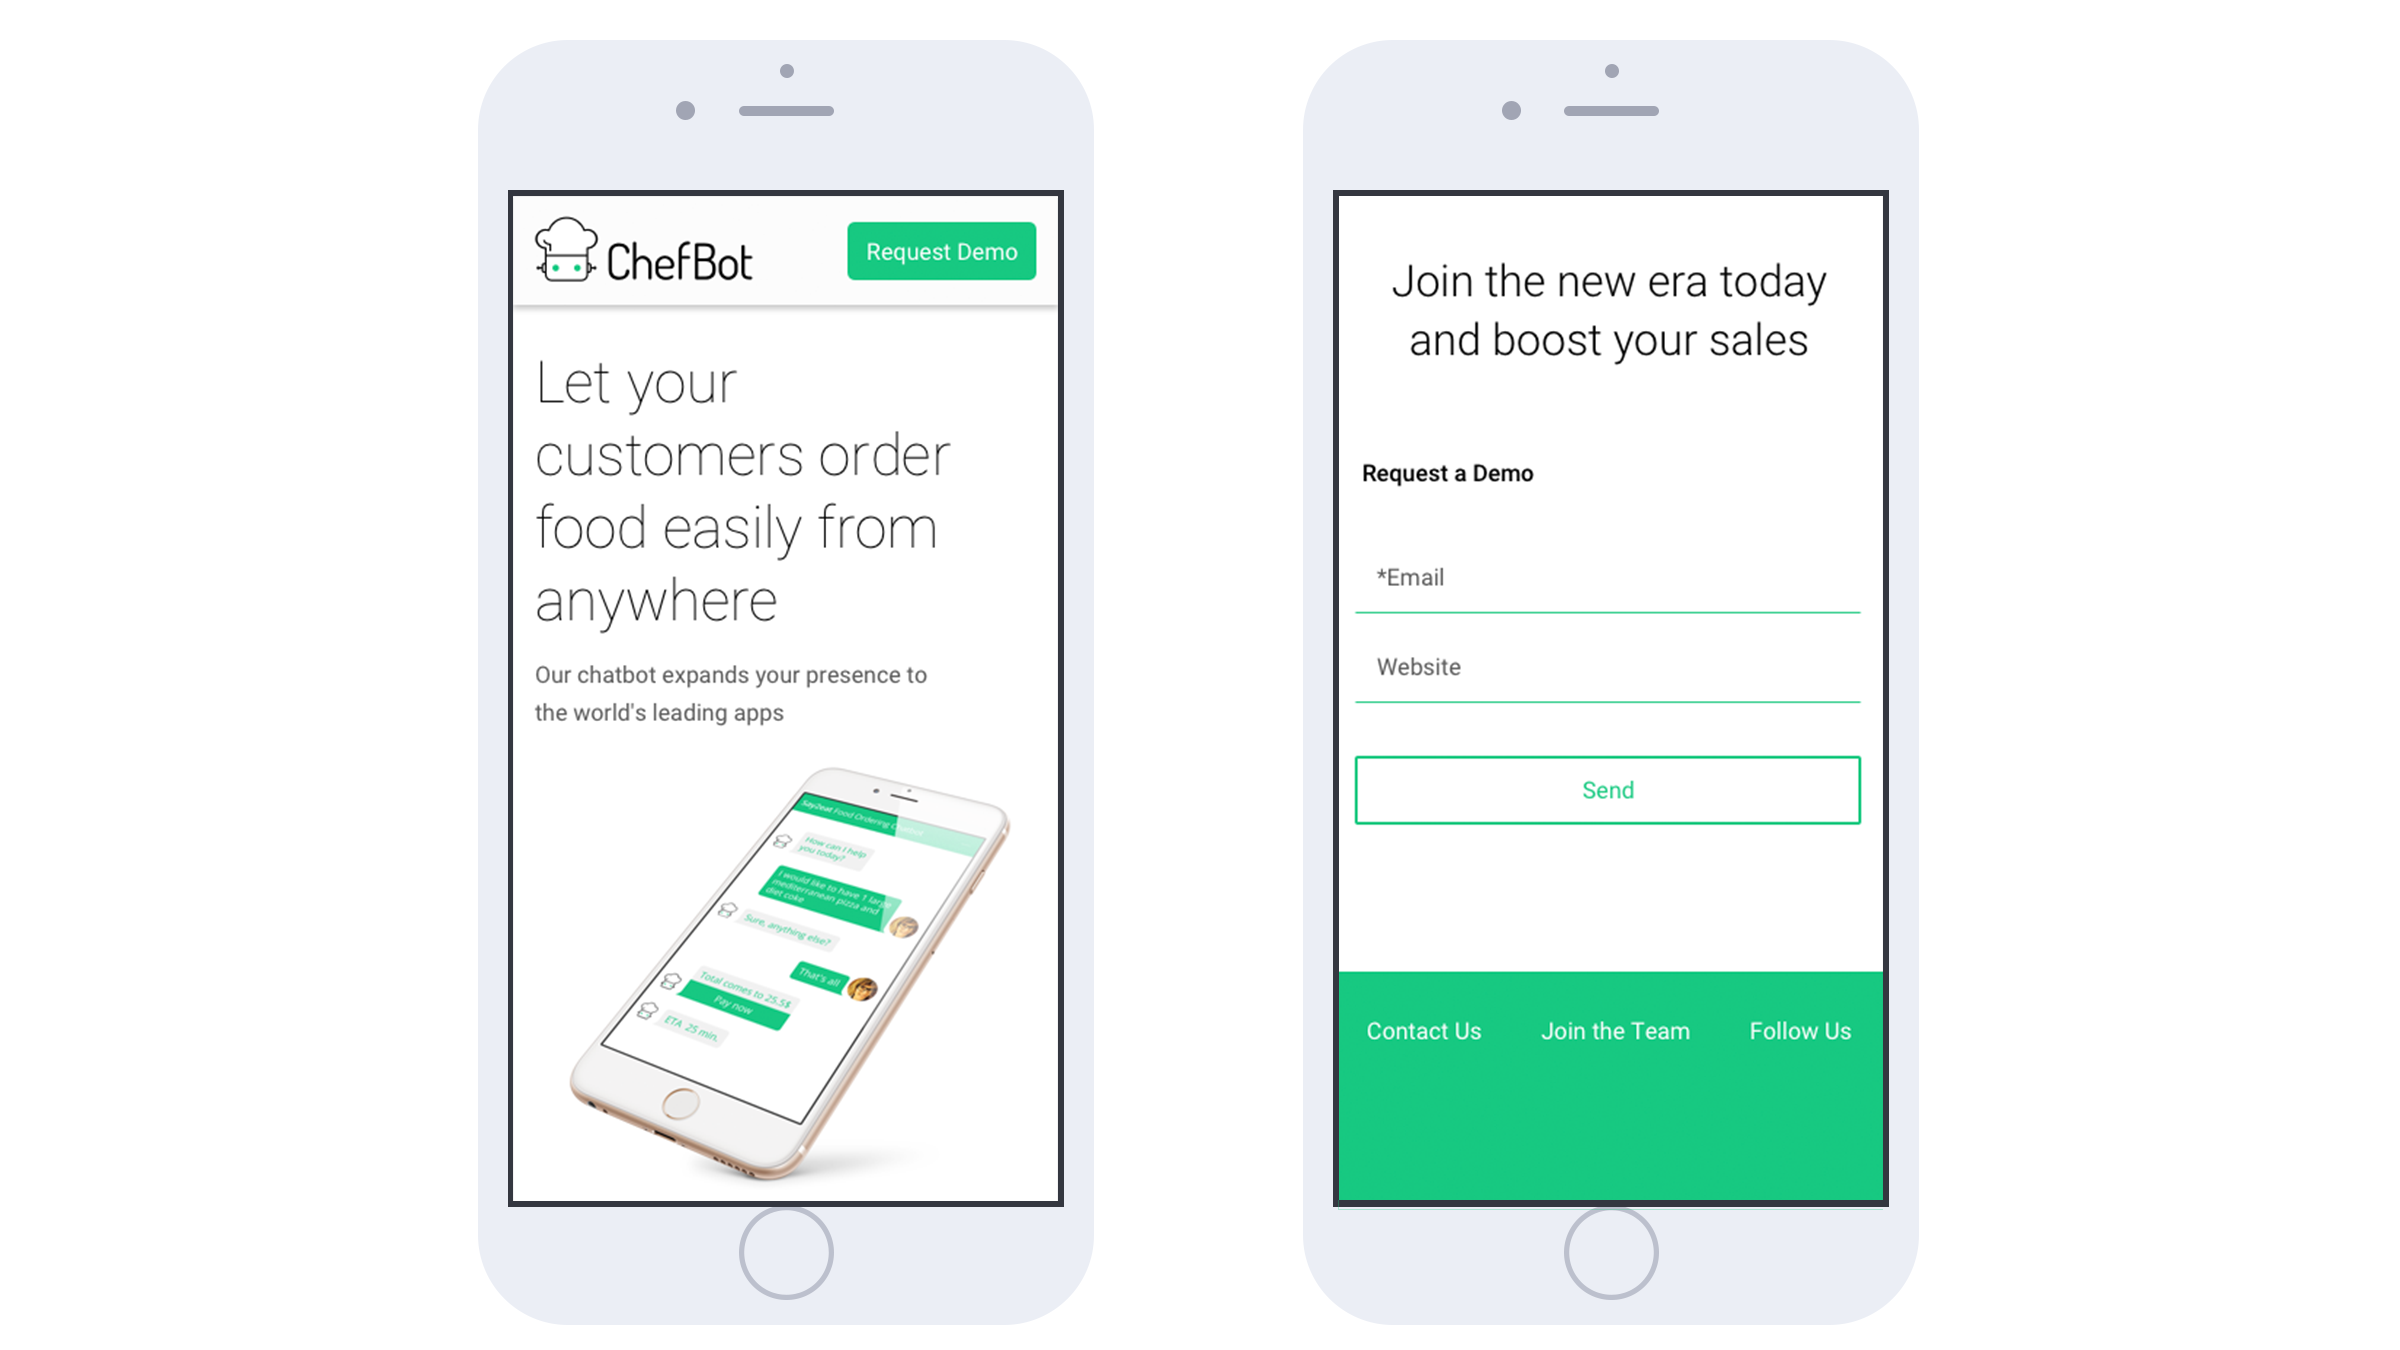 ChefBot
Request Demo
Let your
customers order
food easily from
anywhere
Our chatbot expands your presence to
the world's leading apps
Say2eat Food Ordering Chatbot
How can I help
you today?
I would like to have 1 large
mediterranean pizza and
diet coke
Sure, anything else?
That's all
Total comes to 25.5$
Pay now
ETA 25 min.
Join the new era today
and boost your sales
Request a Demo
*Email
Website
Send
Contact Us
Join the Team
Follow Us